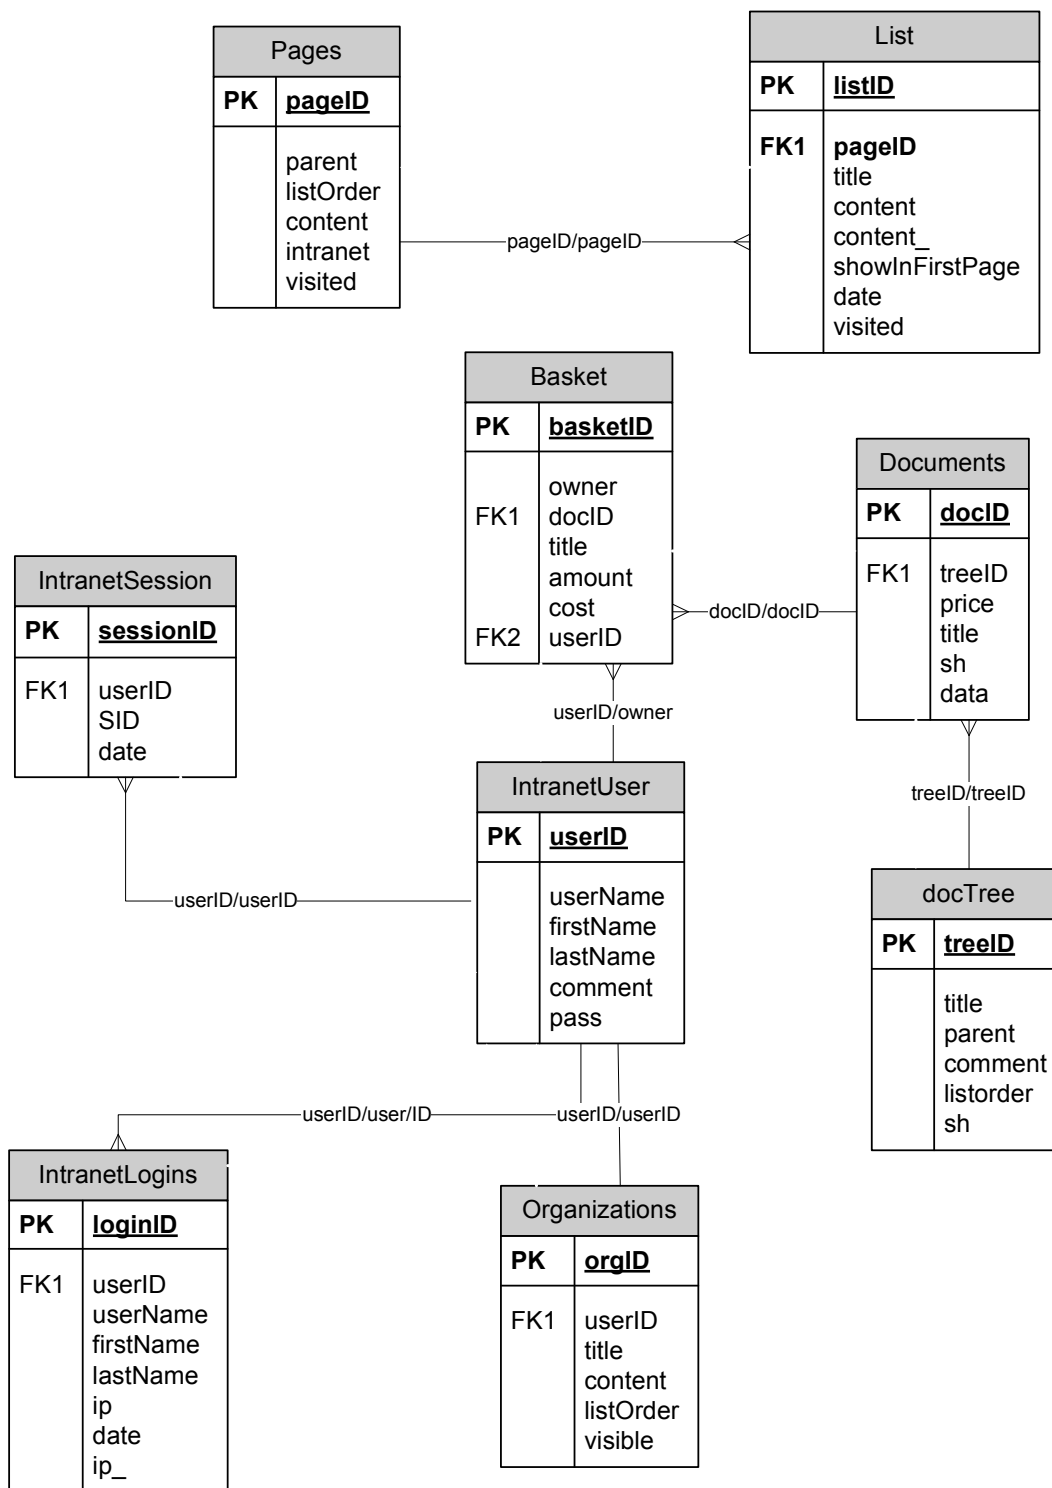 Pages
PK pageID
parent
listOrder
content
intranet
visited
List
PK listID
FK1 pageID
title
content
content_
showInFirstPage
date
visited
pageID/pageID
Basket
PK basketID
owner
FK1 docID
title
amount
cost
FK2 userID
Documents
PK docID
FK1 treeID
price
title
sh
data
docID/docID
IntranetSession
PK sessionID
FK1 userID
SID
date
userID/owner
IntranetUser
PK userID
userName
firstName
lastName
comment
pass
treeID/treeID
userID/userID
docTree
PK treeID
title
parent
comment
listorder
sh
userID/user/ID
userID/userID
IntranetLogins
PK loginID
FK1 userID
userName
firstName
lastName
ip
date
ip_
Organizations
PK orgID
FK1 userID
title
content
listOrder
visible